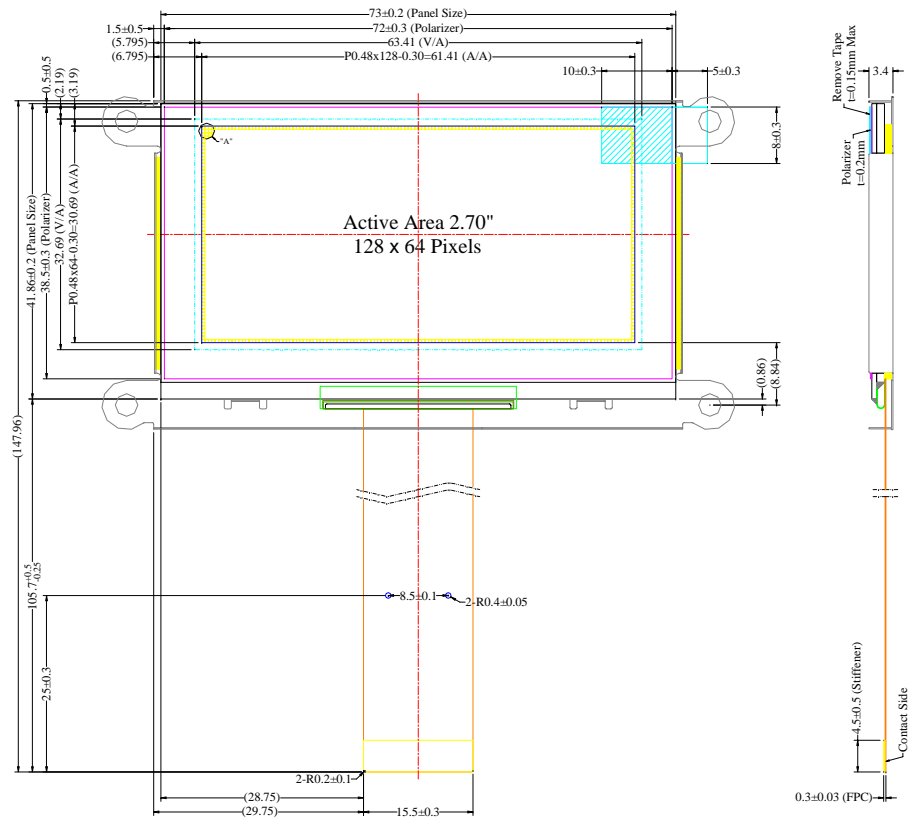 73±0.2 (Panel Size)
1.5±0.5
72±0.3 (Polarizer)
(5.795)
63.41 (V/A)
(6.795)
P0.48x128-0.30=61.41 (A/A)
10±0.3
5±0.3
0.5±0.5
(2.19)
(3.19)
8±0.3
"A"
Active Area 2.70"
128 x 64 Pixels
41.86±0.2 (Panel Size)
38.5±0.3 (Polarizer)
32.69 (V/A)
P0.48x64-0.30=30.69 (A/A)
(0.86)
(8.84)
(147.96)
105.7+0.5
-0.25
25±0.3
8.5±0.1
2-R0.4±0.05
2-R0.2±0.1
(28.75)
(29.75)
15.5±0.3
Remove Tape
t=0.15mm Max
3.4
Polarizer
t=0.2mm
4.5±0.5 (Stiffener)
Contact Side
0.3±0.03 (FPC)